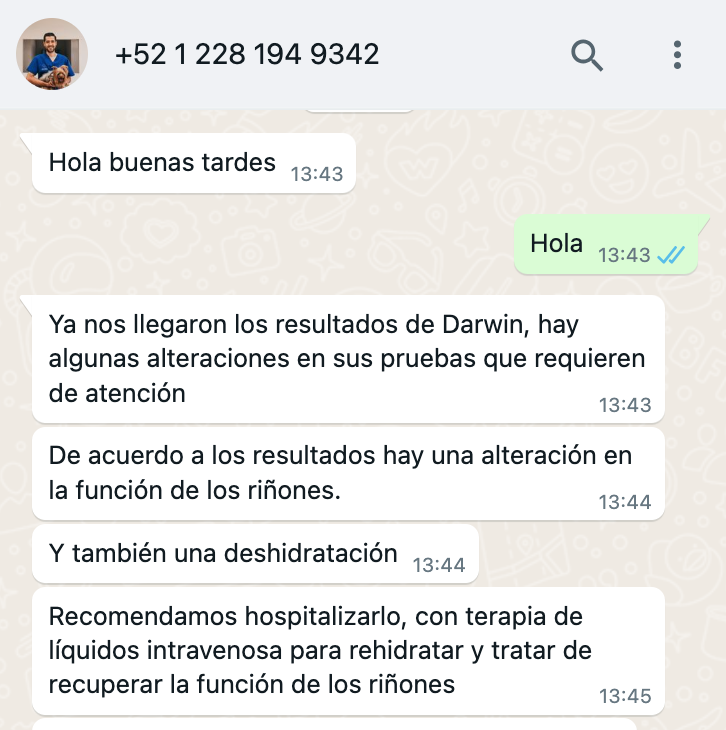 +52 1 228 194 9342
Hola buenas tardes 13:43
Hola 13:43
Ya nos llegaron los resultados de Darwin, hay
algunas alteraciones en sus pruebas que requieren
de atención
13:43
De acuerdo a los resultados hay una alteración en
la función de los riñones.
13:44
Y también una deshidratación 13:44
Recomendamos hospitalizarlo, con terapia de
líquidos intravenosa para rehidratar y tratar de
recuperar la función de los riñones
13:45